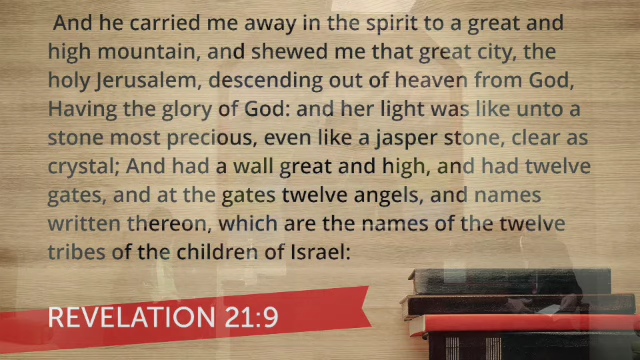 And he carried me away in the spirit to a great and
high mountain, and shewed me that great city, the
holy Jerusalem, descending out of heaven from God,
Having the glory of God: and her light was like unto a
stone most precious, even like a jasper stone, clear as
crystal; And had a wall great and high, and had twelve
gates, and at the gates twelve angels, and names
written thereon, which are the names of the twelve
tribes of the children of Israel:
REVELATION 21:9